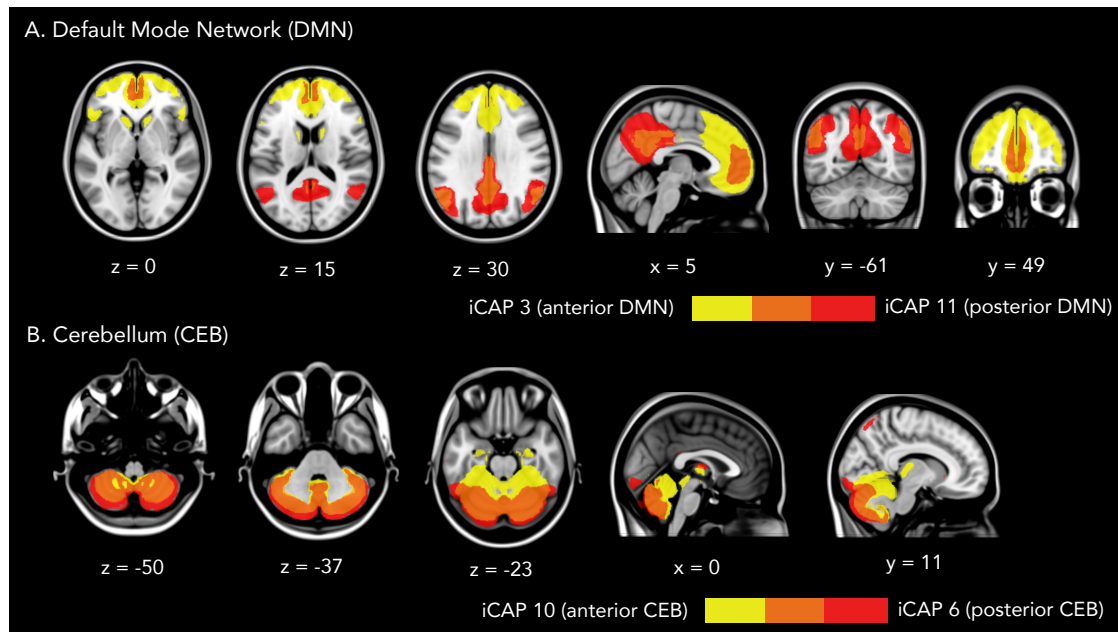 A. Default Mode Network (DMN)
z = 0
z = 15
z = 30
x = 5
y = -61
y = 49
iCAP 3 (anterior DMN)
iCAP 11 (posterior DMN)
B. Cerebellum (CEB)
z = -50
z = -37
z = -23
x = 0
y = 11
iCAP 10 (anterior CEB)
iCAP 6 (posterior CEB)